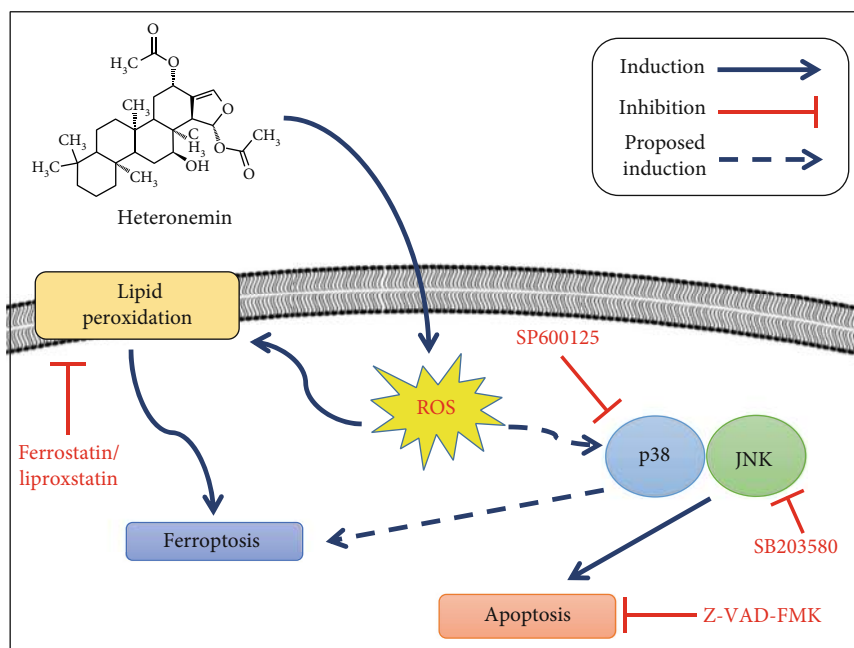 O
H₃C
O
CH₃
O
CH₃
C
H₃
O
CH₃
O
OH
H₃C
H₃C
CH₃
Heteronemin
Induction
Inhibition
Proposed
induction
Lipid
peroxidation
SP600125
ROS
p38
JNK
Ferrostatin/
liproxstatin
Ferroptosis
SB203580
Apoptosis
Z-VAD-FMK